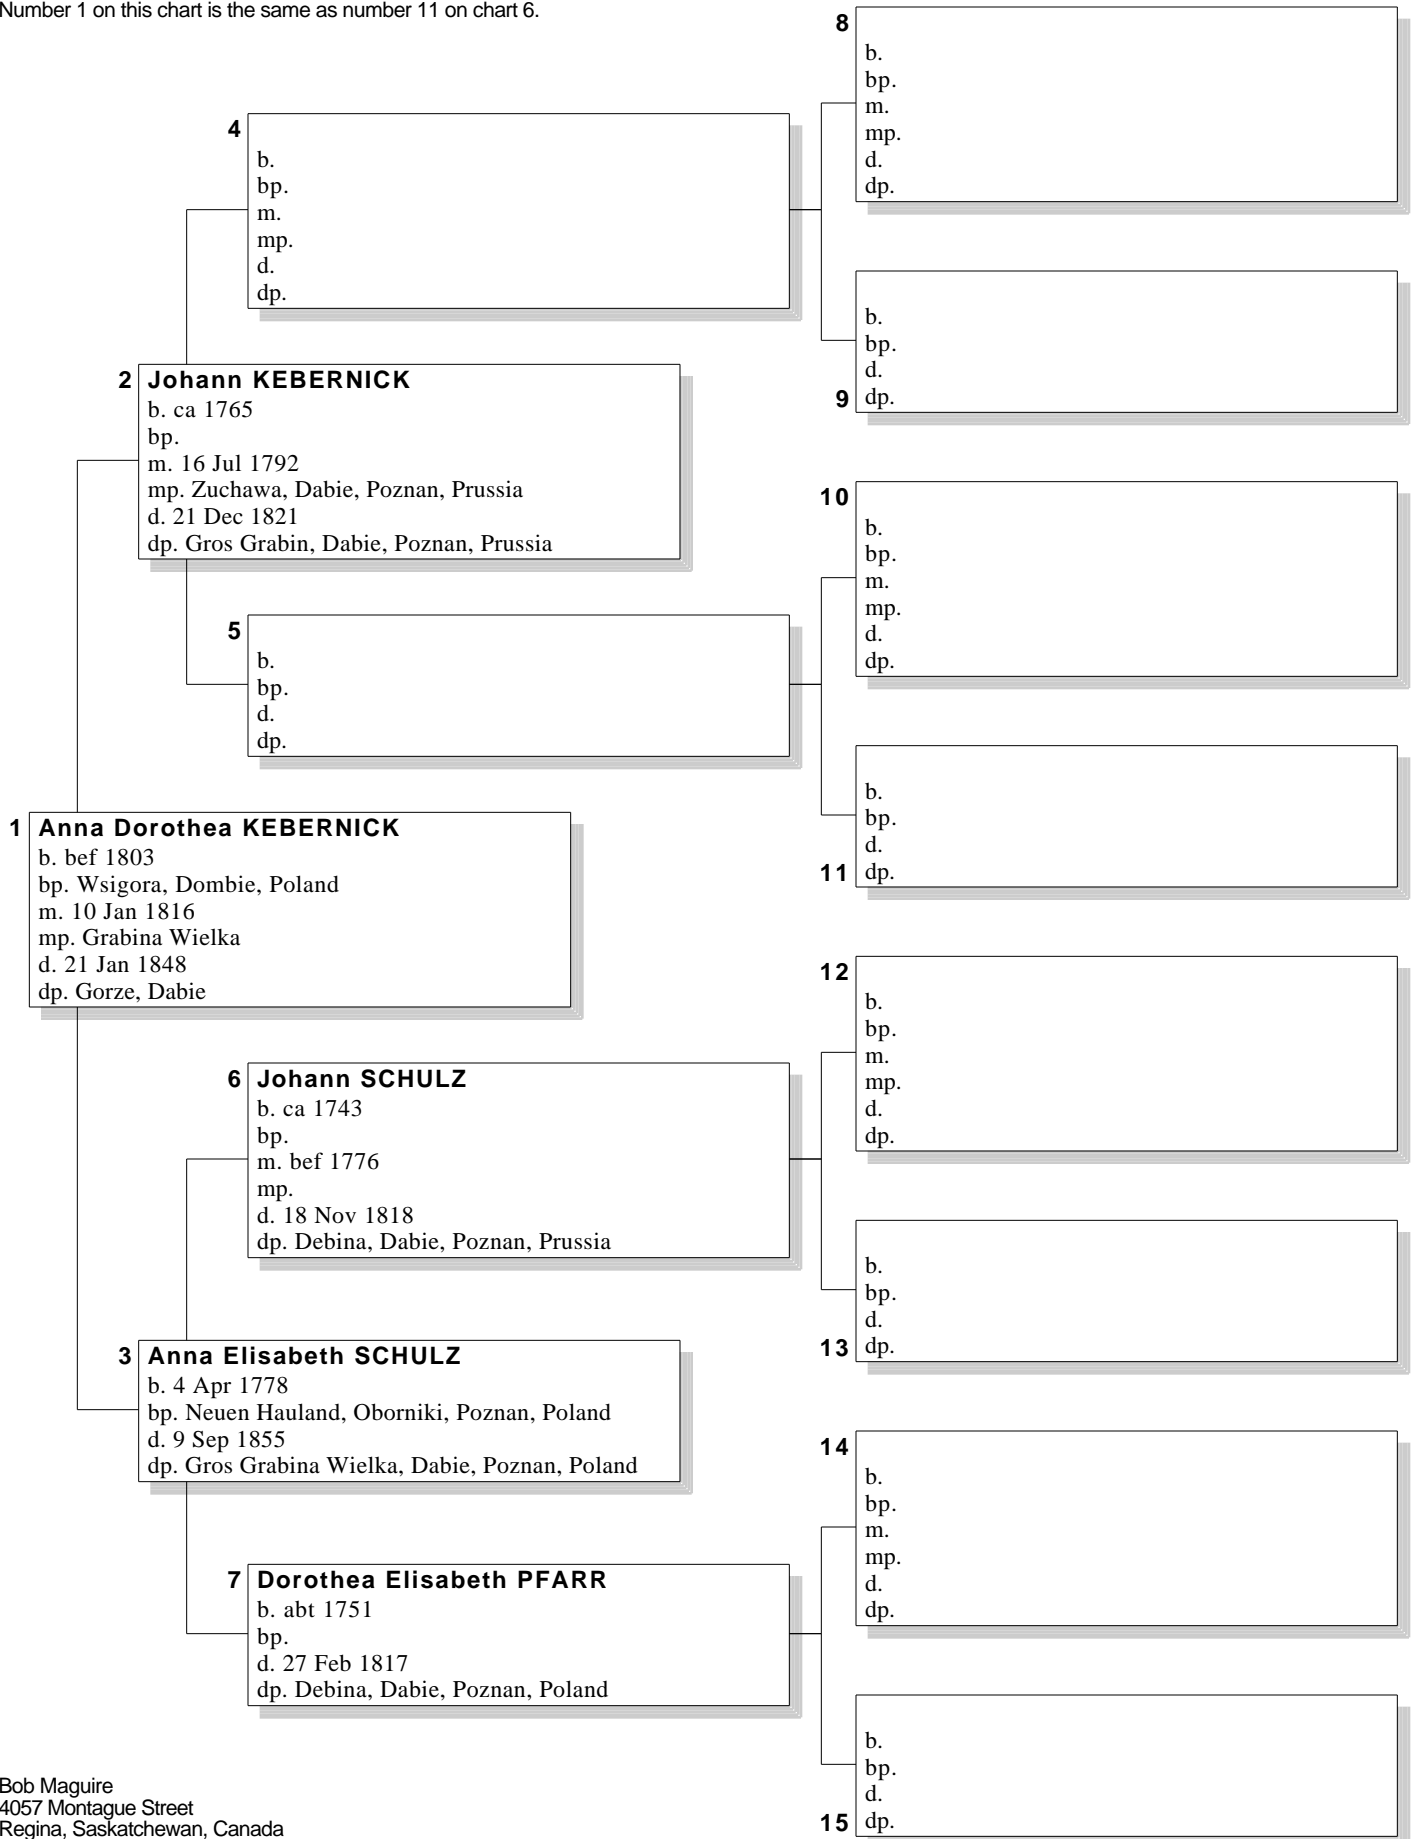 Number 1 on this chart is the same as number 11 on chart 6.
8
b.
bp.
m.
mp.
d.
dp.
4
b.
bp.
m.
mp.
d.
dp.
b.
bp.
d.
9 dp.
2 Johann KEBERNICK
b. ca 1765
bp.
m. 16 Jul 1792
mp. Zuchawa, Dabie, Poznan, Prussia
d. 21 Dec 1821
dp. Gros Grabin, Dabie, Poznan, Prussia
10
b.
bp.
m.
mp.
d.
dp.
5
b.
bp.
d.
dp.
b.
bp.
d.
11 dp.
1 Anna Dorothea KEBERNICK
b. bef 1803
bp. Wsigora, Dombie, Poland
m. 10 Jan 1816
mp. Grabina Wielka
d. 21 Jan 1848
dp. Gorze, Dabie
12
b.
bp.
m.
mp.
d.
dp.
6 Johann SCHULZ
b. ca 1743
bp.
m. bef 1776
mp.
d. 18 Nov 1818
dp. Debina, Dabie, Poznan, Prussia
b.
bp.
d.
13 dp.
3 Anna Elisabeth SCHULZ
b. 4 Apr 1778
bp. Neuen Hauland, Oborniki, Poznan, Poland
d. 9 Sep 1855
dp. Gros Grabina Wielka, Dabie, Poznan, Poland
14
b.
bp.
m.
mp.
d.
dp.
7 Dorothea Elisabeth PFARR
b. abt 1751
bp.
d. 27 Feb 1817
dp. Debina, Dabie, Poznan, Poland
b.
bp.
d.
15 dp.
Bob Maguire
4057 Montague Street
Regina, Saskatchewan, Canada